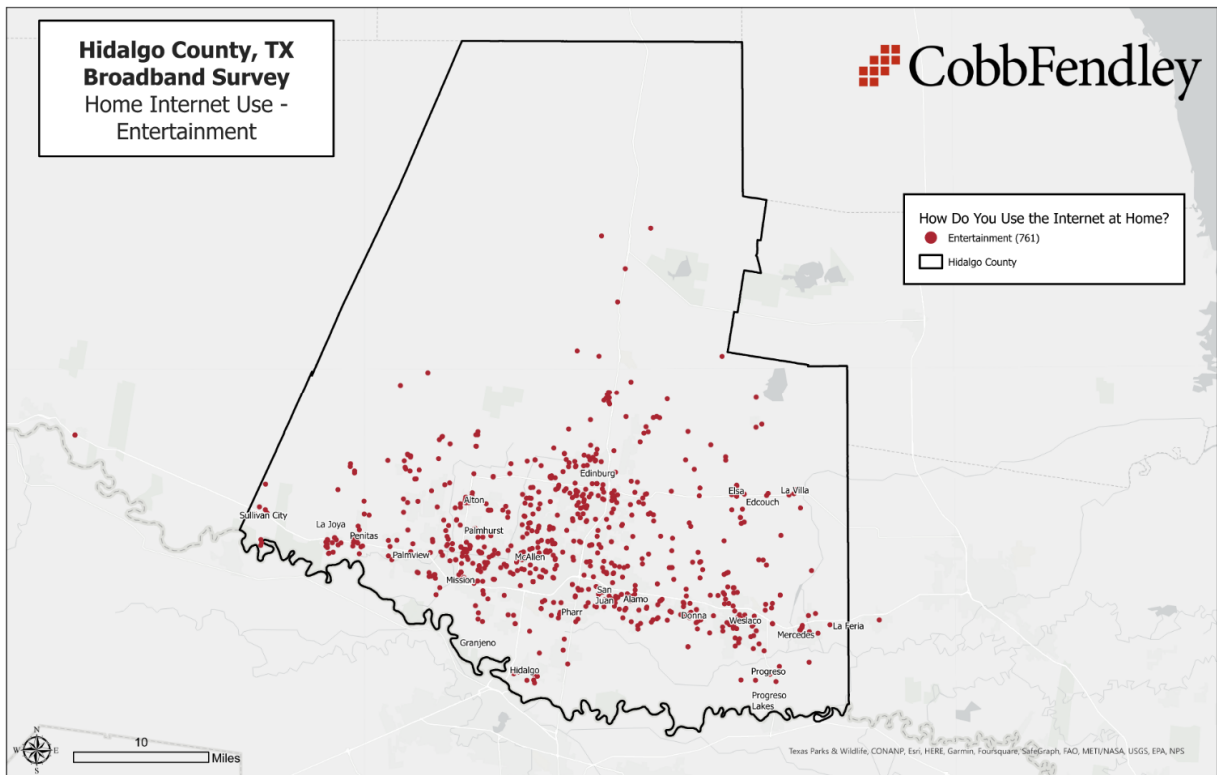 Hidalgo County, TX
Broadband Survey
Home Internet Use -
Entertainment
CobbFendley
How Do You Use the Internet at Home?
Entertainment (761)
Hidalgo County
Edinburg
Elsa
La Villa
Edcouch
Alton
Sullivan City
La Joya
Penitas
Palmhurst
Palmview
McAllen
Mission
San
Juan
Alamo
Pharr
Donna
Weslaco
Mercedes
La Feria
Granjeno
Hidalgo
Progreso
Progreso
Lakes
N
W
E
S
10
Miles
Texas Parks & Wildlife, CONANP, Esri, HERE, Garmin, Foursquare, SafeGraph, FAO, METI/NASA, USGS, EPA, NPS